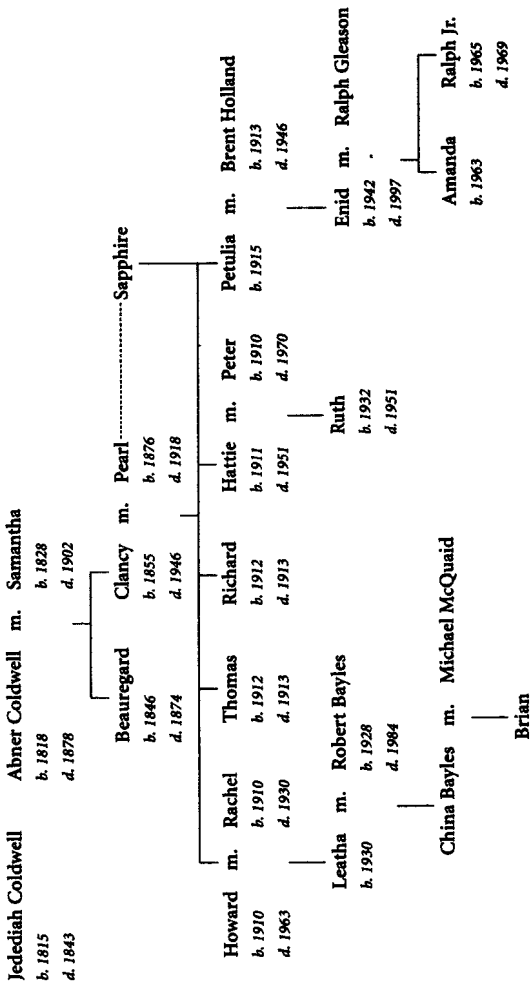 Jedediah Coldwell
b. 1815
d. 1843
Abner Coldwell m. Samantha
b. 1818 b. 1828
d. 1878 d. 1902
Beauregard
b. 1846
d. 1874
Clancy m. Pearl Sapphire
b. 1855 b. 1876
d. 1946 d. 1918
Howard m. Rachel
b. 1910 b. 1910
d. 1963 d. 1930
Thomas
b. 1912
d. 1913
Richard
b. 1912
d. 1913
Hattie m. Peter
b. 1911 b. 1910
d. 1951 d. 1970
Petulia m. Brent Holland
b. 1915 b. 1913
d. 1946
Leatha m. Robert Bayles
b. 1930 b. 1928
d. 1984
Ruth
b. 1932
d. 1951
Enid m. Ralph Gleason
b. 1942
d. 1997
China Bayles m. Michael McQuaid
Amanda
b. 1963
Ralph Jr.
b. 1965
d. 1969
Brian